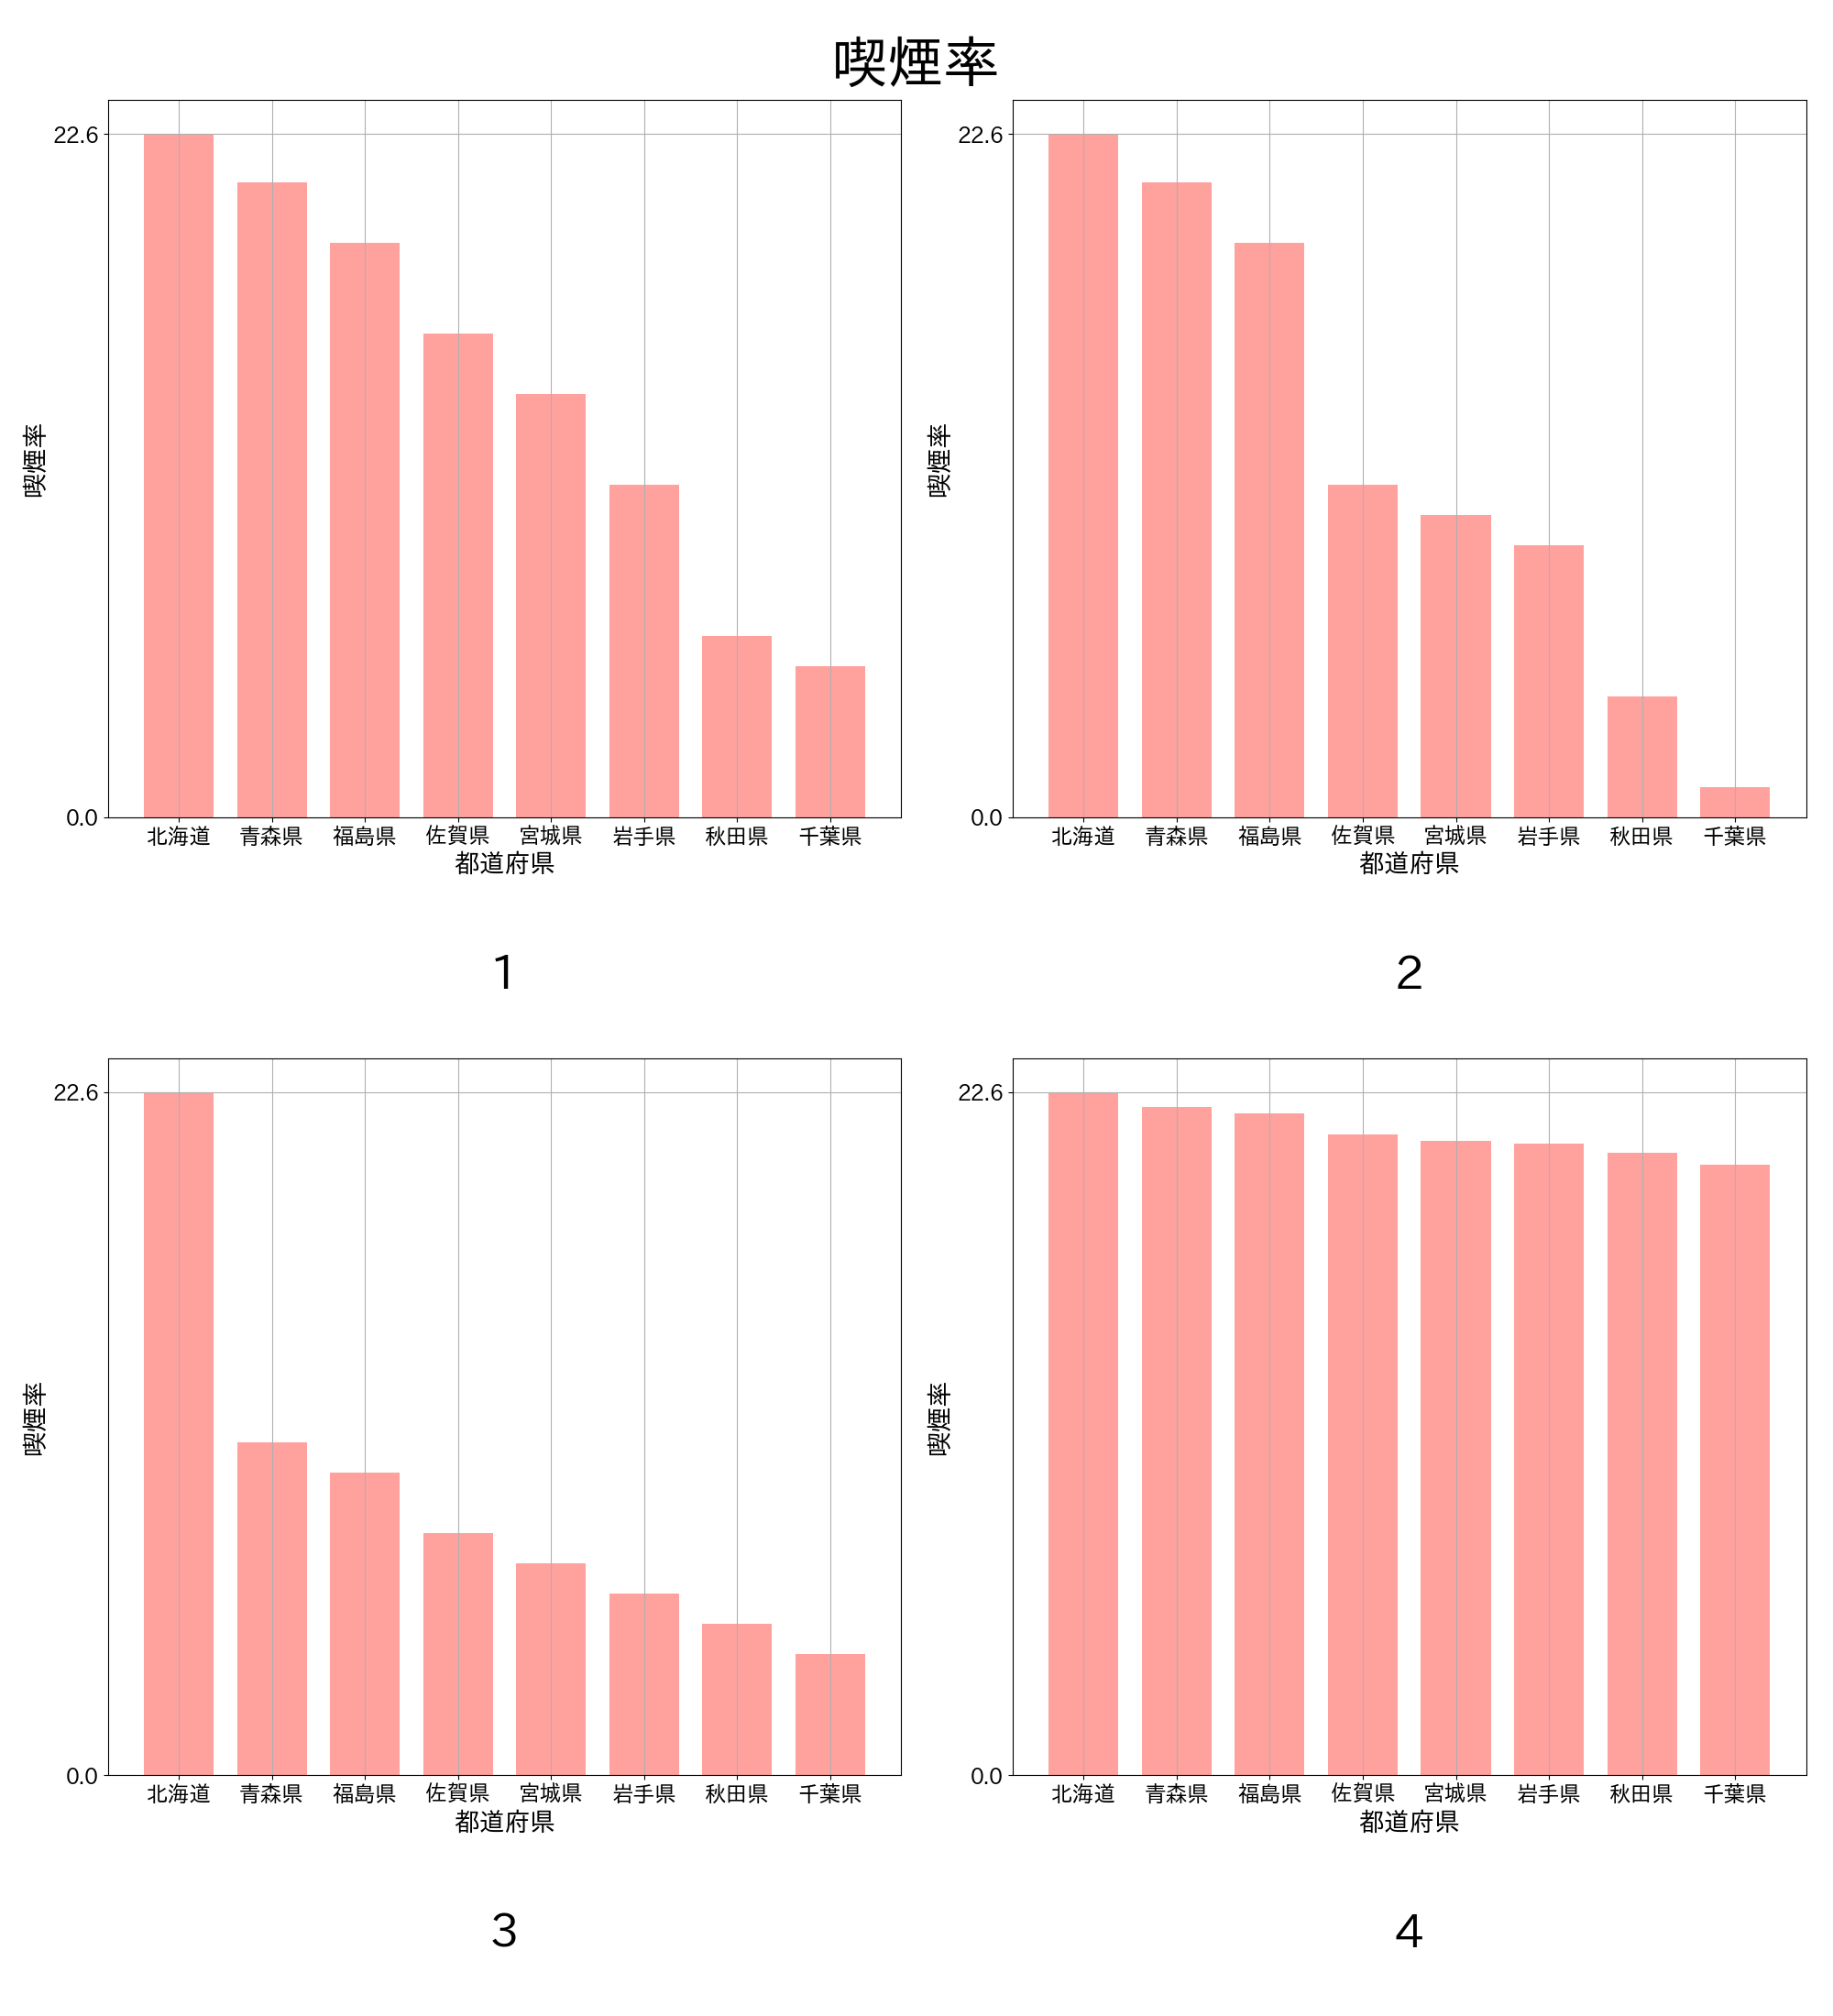 喫煙率
22.6
0.0
喫煙率
北海道 青森県 福島県 佐賀県 宮城県 岩手県 秋田県 千葉県
都道府県
1
22.6
0.0
喫煙率
北海道 青森県 福島県 佐賀県 宮城県 岩手県 秋田県 千葉県
都道府県
2
22.6
0.0
喫煙率
北海道 青森県 福島県 佐賀県 宮城県 岩手県 秋田県 千葉県
都道府県
3
22.6
0.0
喫煙率
北海道 青森県 福島県 佐賀県 宮城県 岩手県 秋田県 千葉県
都道府県
4